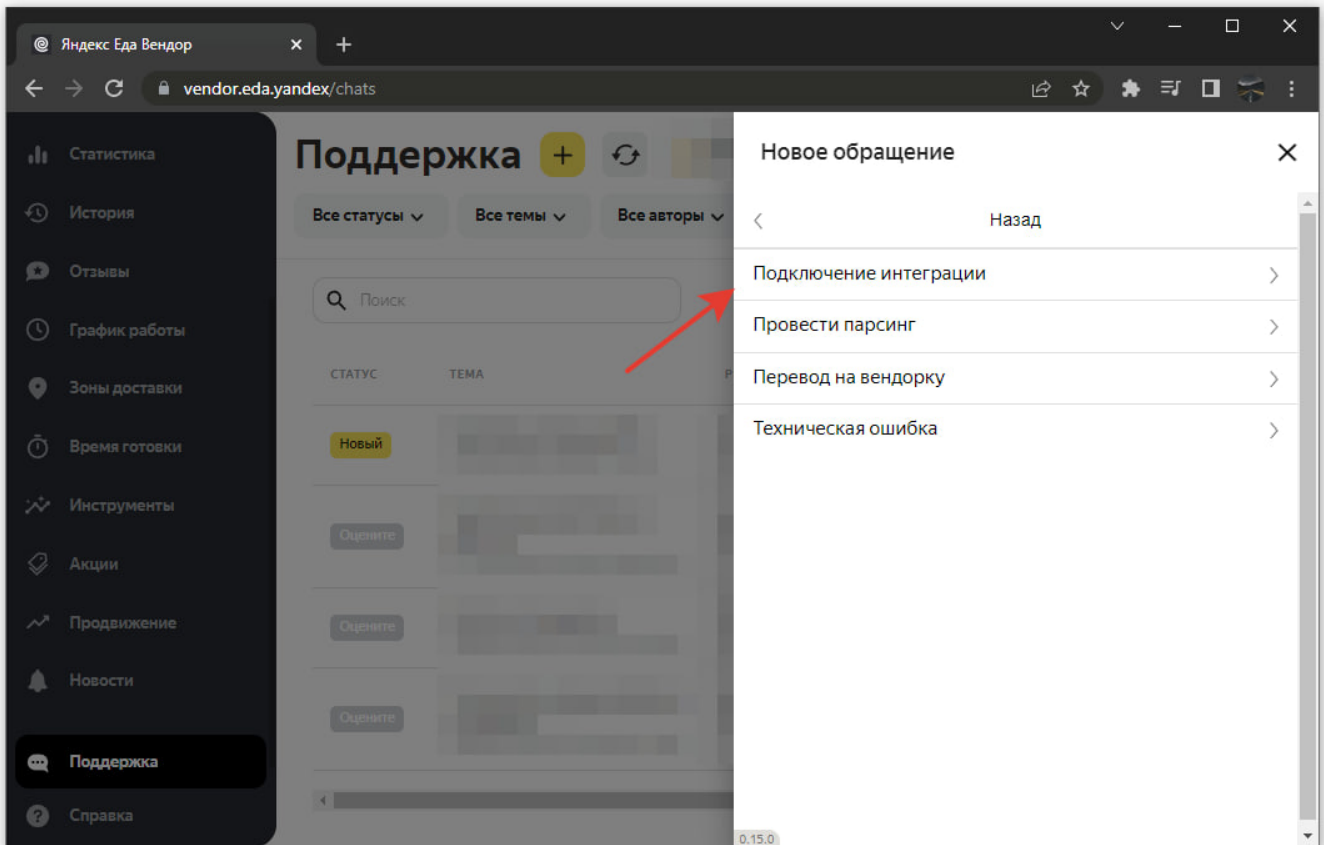 Яндекс Еда Вендор
vendor.eda.yandex/chats
Статистика
История
Отзывы
График работы
Зоны доставки
Время готовки
Инструменты
Акции
Продвижение
Новости
Поддержка
Справка
Поддержка
Все статусы Все темы Все авторы
Поиск
СТАТУС ТЕМА Р
Новый
Оцените
Оцените
Оцените
Новое обращение
Назад
Подключение интеграции
Провести парсинг
Перевод на вендорку
Техническая ошибка
0.15.0